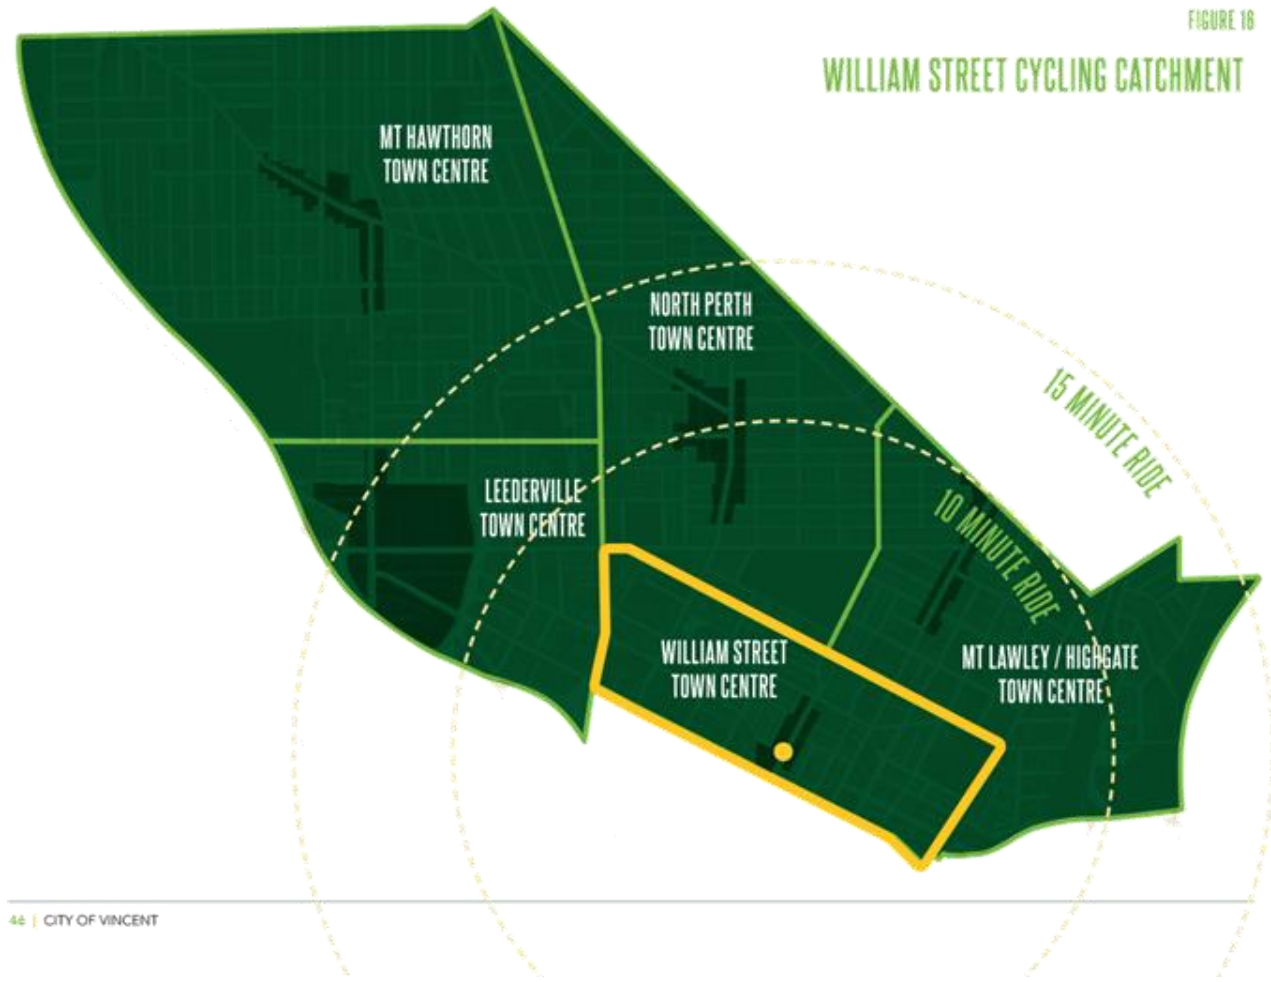 FIGURE 16
WILLIAM STREET CYCLING CATCHMENT
MT HAWTHORN
TOWN CENTRE
NORTH PERTH
TOWN CENTRE
15 MINUTE RIDE
LEEDERVILLE
TOWN CENTRE
10 MINUTE RIDE
WILLIAM STREET
TOWN CENTRE
MT LAWLEY / HIGHGATE
TOWN CENTRE
46 | CITY OF VINCENT